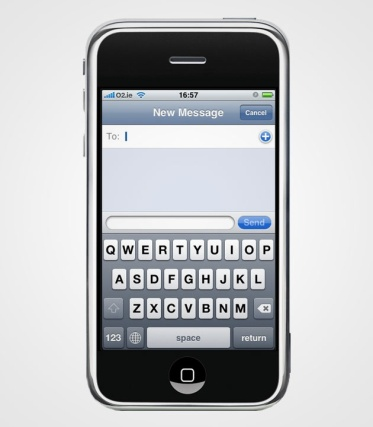 O2.ie 16:57
New Message Cancel
To:
Send
Q W E R T Y U I O P
A S D F G H J K L
Z X C V B N M
123 space return